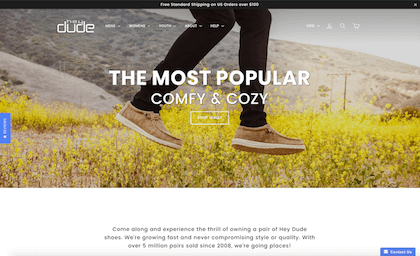 Free Standard Shipping on US Orders over $100
hey
dude
MENS WOMENS YOUTH ABOUT HELP
THE MOST POPULAR
COMFY & COZY
Reviews
Come along and experience the thrill of owning a pair of Hey Dude
shoes. We're growing fast and never compromising style or quality. With
over 5 million pairs sold since 2008, we're going places!
Contact Us